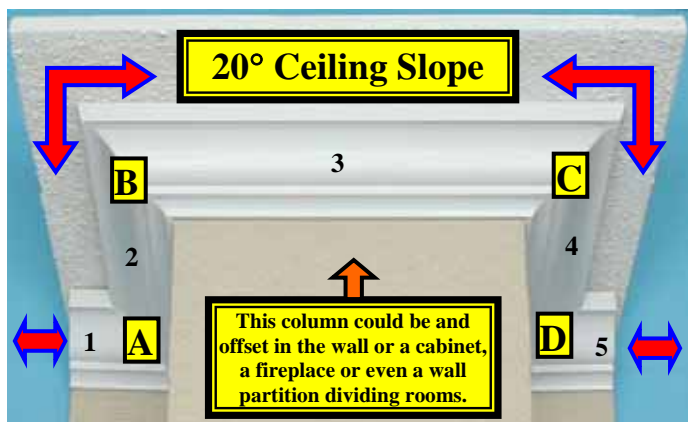 20° Ceiling Slope
3
B
C
2
4
This column could be and
offset in the wall or a cabinet,
a fireplace or even a wall
partition dividing rooms.
1
A
D
5